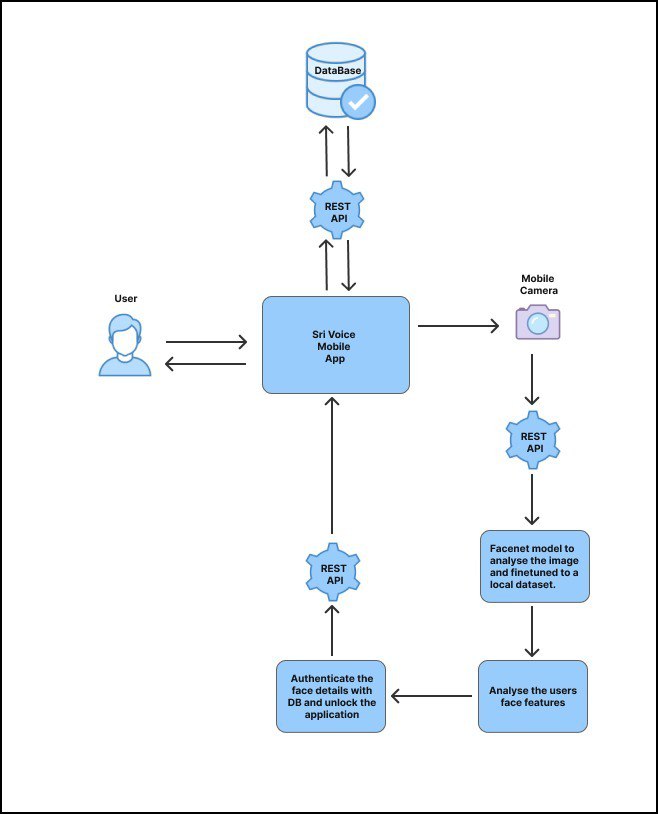 DataBase
REST
API
User
Sri Voice
Mobile
App
Mobile
Camera
REST
API
Facenet model to
analyse the image
and finetuned to a
local dataset.
Analyse the users
face features
Authenticate the
face details with
DB and unlock the
application
REST
API